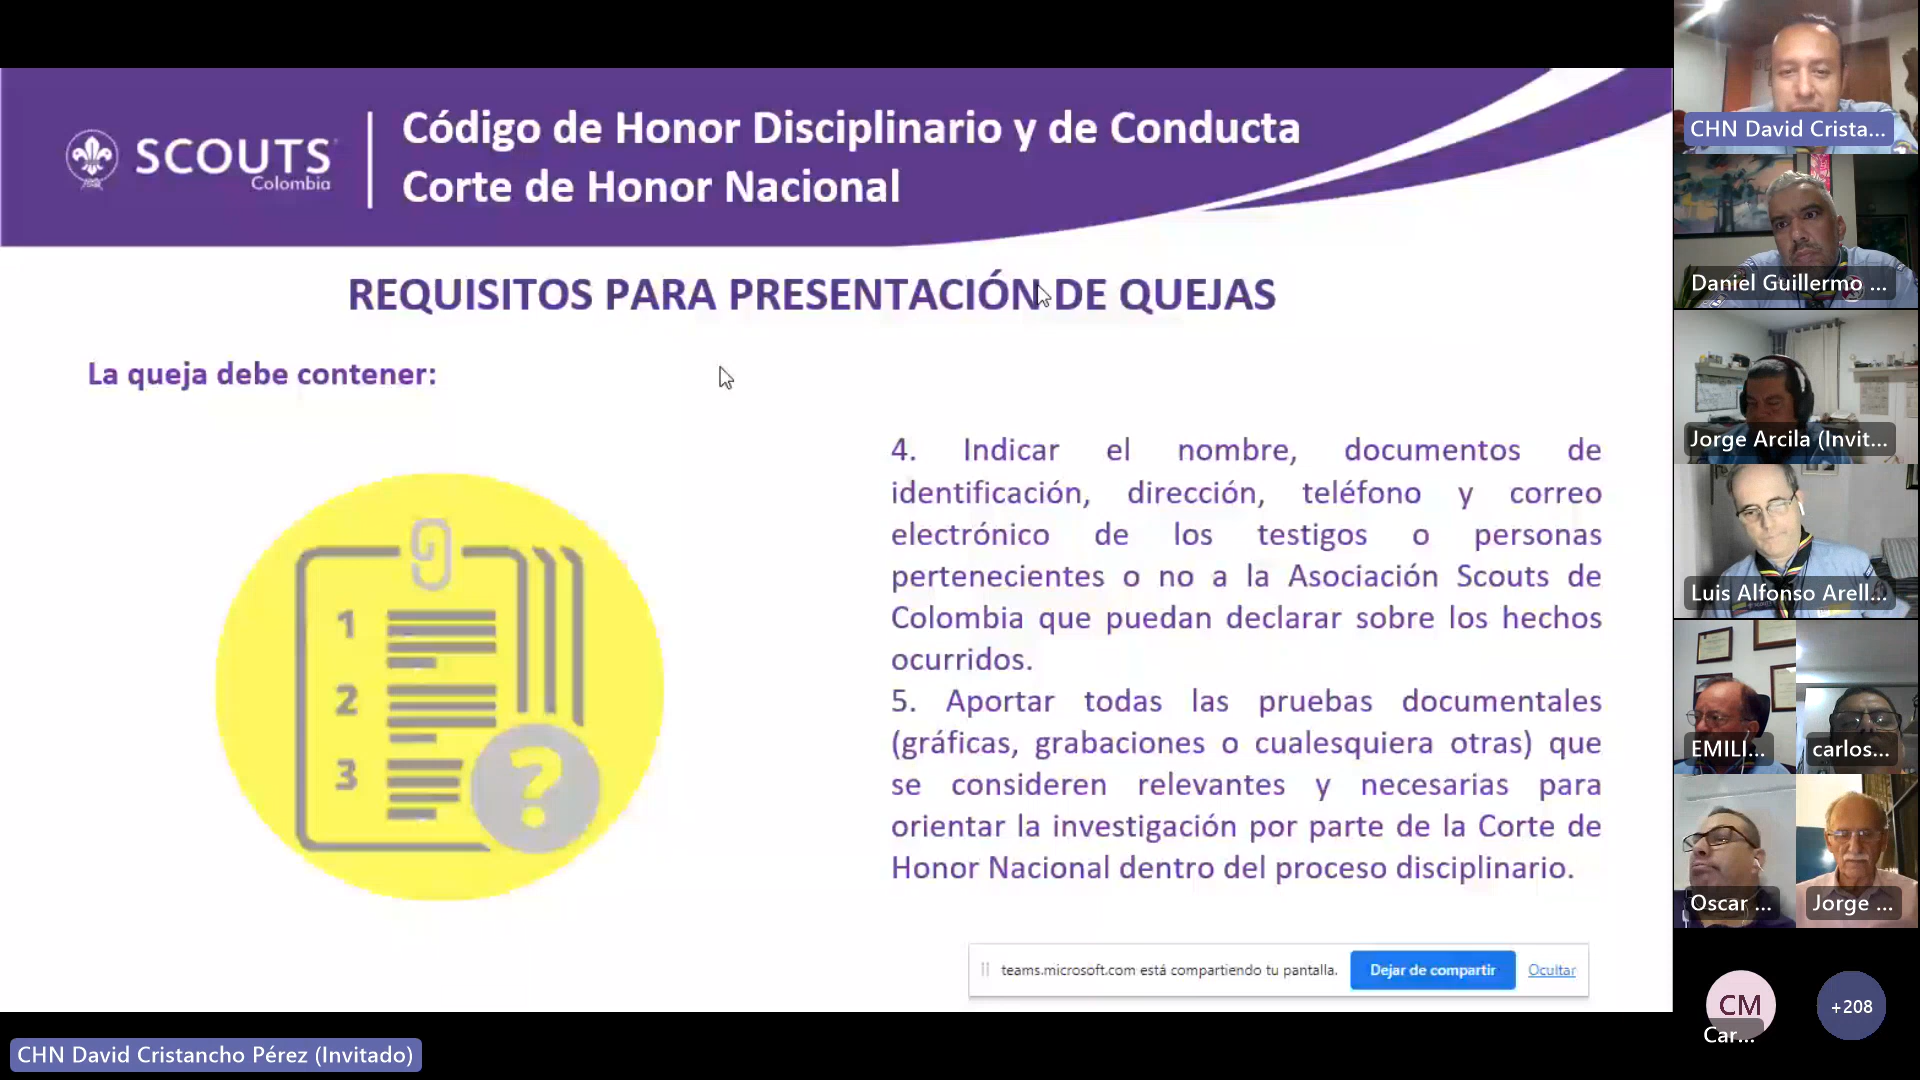 SCOUTS
Colombia
Código de Honor Disciplinario y de Conducta
Corte de Honor Nacional
REQUISITOS PARA PRESENTACIÓN DE QUEJAS
La queja debe contener:
1
2
3
?
4. Indicar el nombre, documentos de
identificación, dirección, teléfono y correo
electrónico de los testigos o personas
pertenecientes o no a la Asociación Scouts de
Colombia que puedan declarar sobre los hechos
ocurridos.
5. Aportar todas las pruebas documentales
(gráficas, grabaciones o cualesquiera otras) que
se consideren relevantes y necesarias para
orientar la investigación por parte de la Corte de
Honor Nacional dentro del proceso disciplinario.
teams.microsoft.com está compartiendo tu pantalla.
Dejar de compartir
Ocultar
CHN David Cristancho Pérez (Invitado)
CHN David Crista...
Daniel Guillermo ...
Jorge Arcila (Invit...
Luis Alfonso Arell...
EMILI...
carlos...
Oscar ...
Jorge ...
CM
Car...
+208